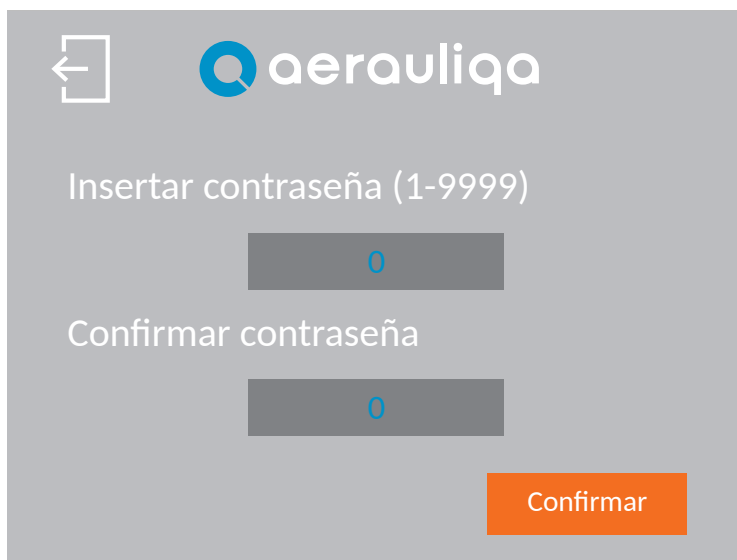 aerauliqa
Insertar contraseña (1-9999)
0
Confirmar contraseña
0
Confirmar